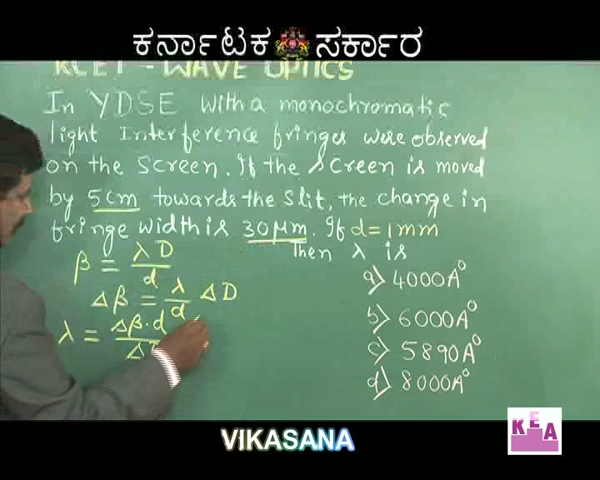 ಕರ್ನಾಟಕ ಸರ್ಕಾರ
KCET - WAVE OPTICS
In YDSE with a monochromatic
light Interference fringes were observed
on the screen. If the screen is moved
by 5cm towards the slit, the change in
fringe width is 30μm. If d=1mm
Then λ is
β = λD/d
Δβ = λ/d ΔD
λ = Δβ·d/
a) 4000A°
b) 6000A°
c) 5890A°
d) 8000A°
VIKASANA
KEA